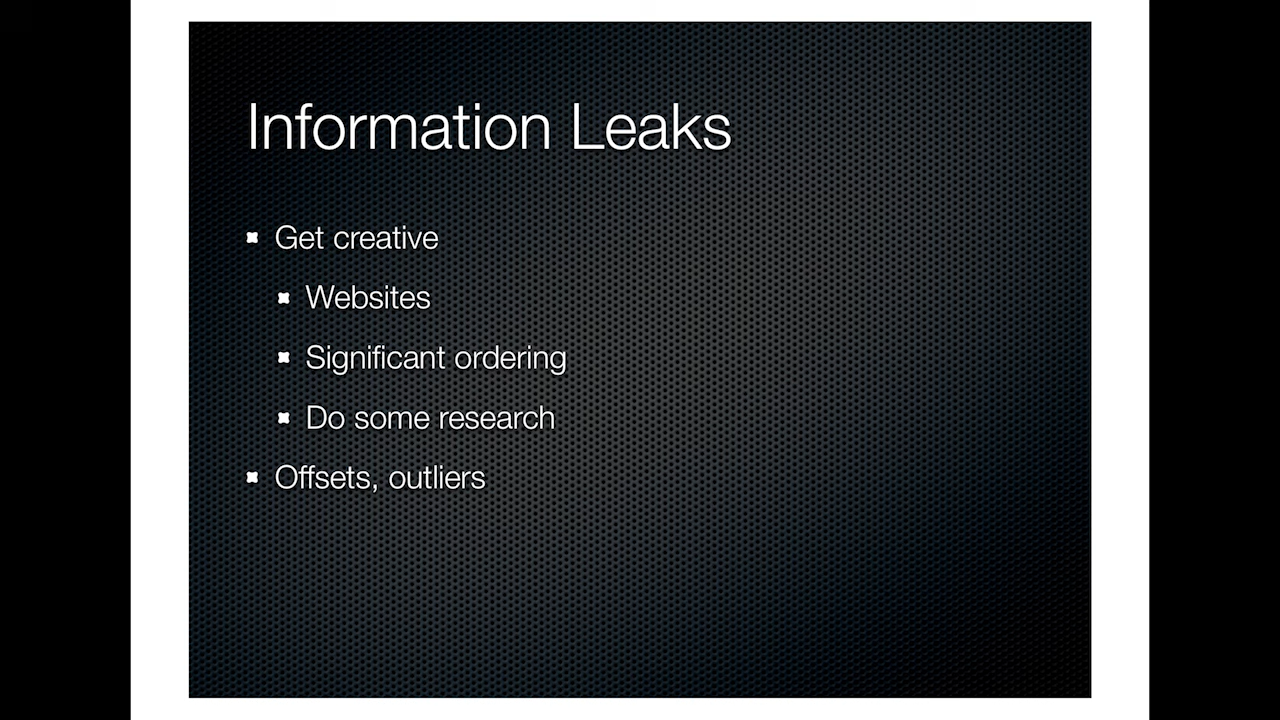 Information Leaks
Get creative
Websites
Significant ordering
Do some research
Offsets, outliers